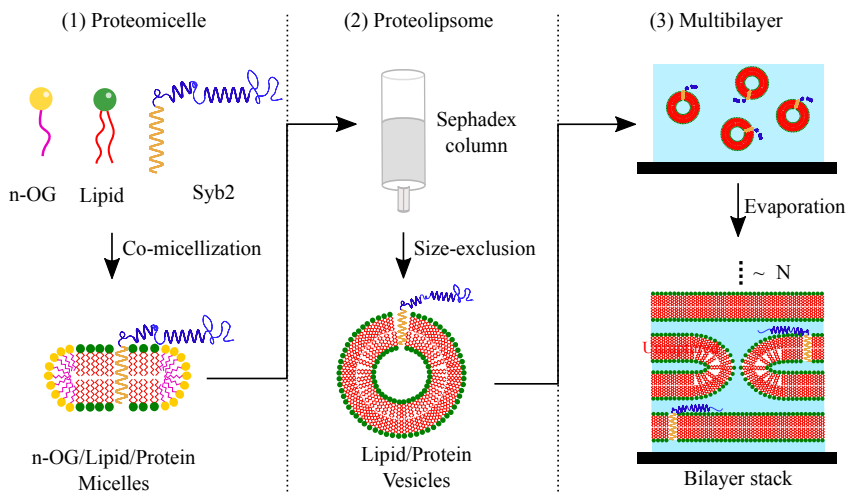 (1) Proteomicelle
(2) Proteolipsome
(3) Multibilayer
n-OG
Lipid
Syb2
Sephadex
column
Co-micellization
Size-exclusion
Evaporation
~ N
n-OG/Lipid/Protein
Micelles
Lipid/Protein
Vesicles
Bilayer stack